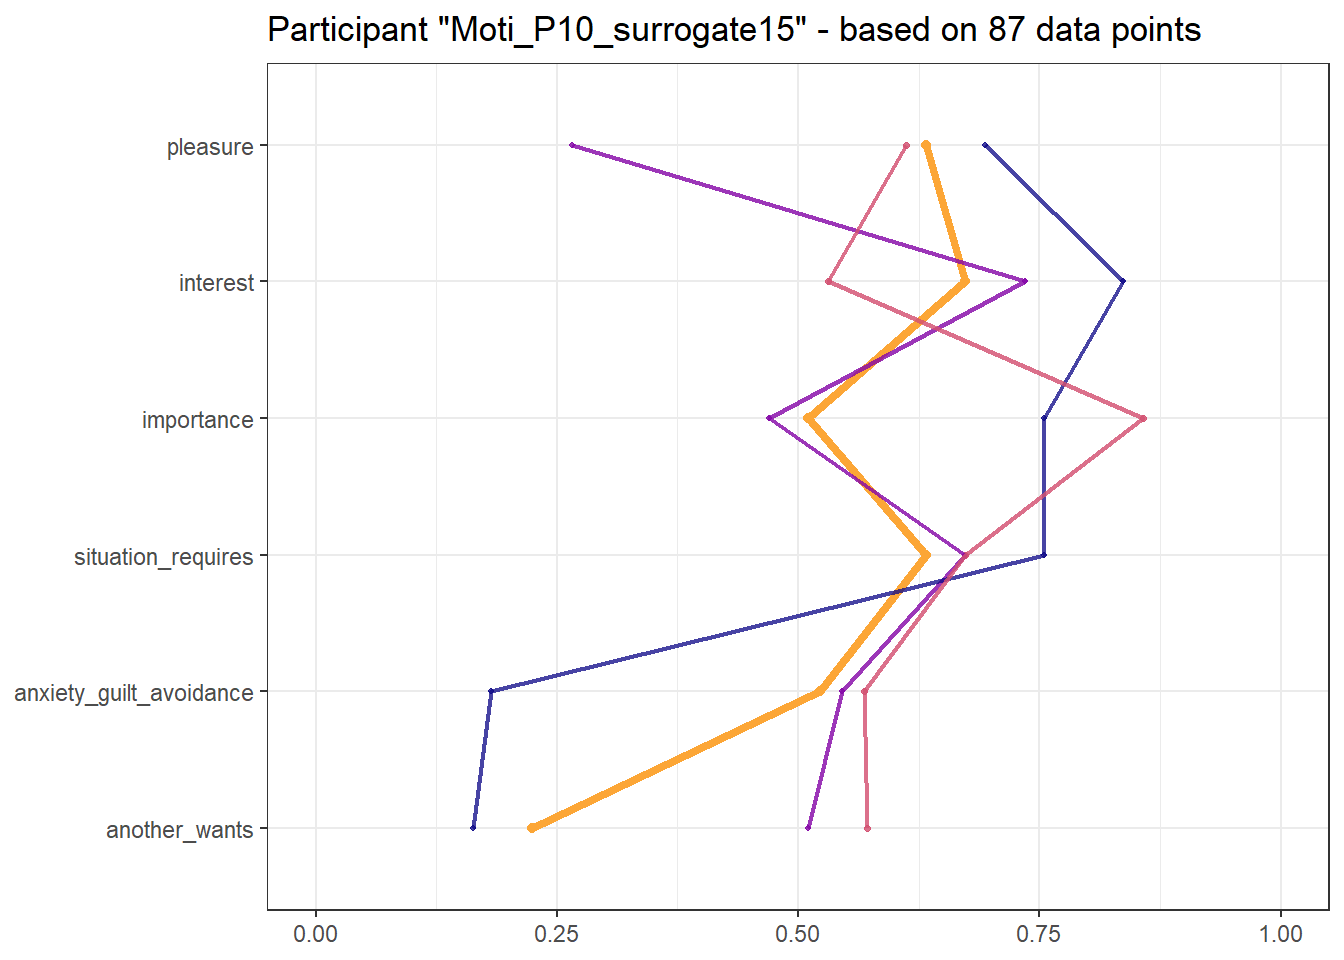 Participant "Moti_P10_surrogate15" - based on 87 data points
pleasure
interest
importance
situation_requires
anxiety_guilt_avoidance
another_wants
0.00 0.25 0.50 0.75 1.00